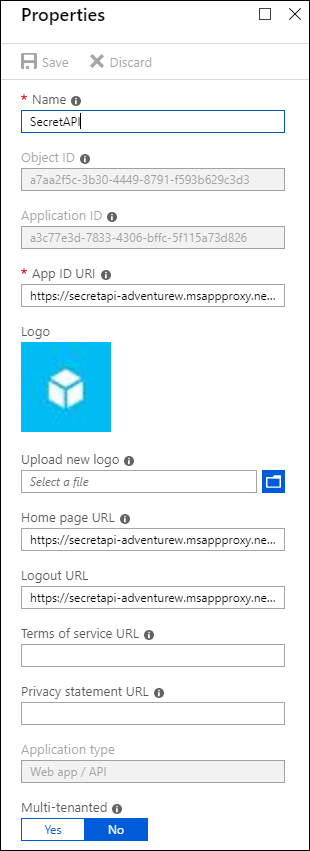 Properties
Save Discard
* Name
SecretAPI
Object ID
a7aa2f5c-3b30-4449-8791-f593b629c3d3
Application ID
a3c77e3d-7833-4306-bffc-5f115a73d826
* App ID URI
https://secretapi-adventurew.msappproxy.ne...
Logo
Upload new logo
Select a file
Home page URL
https://secretapi-adventurew.msappproxy.ne...
Logout URL
https://secretapi-adventurew.msappproxy.ne...
Terms of service URL
Privacy statement URL
Application type
Web app / API
Multi-tenanted
Yes No